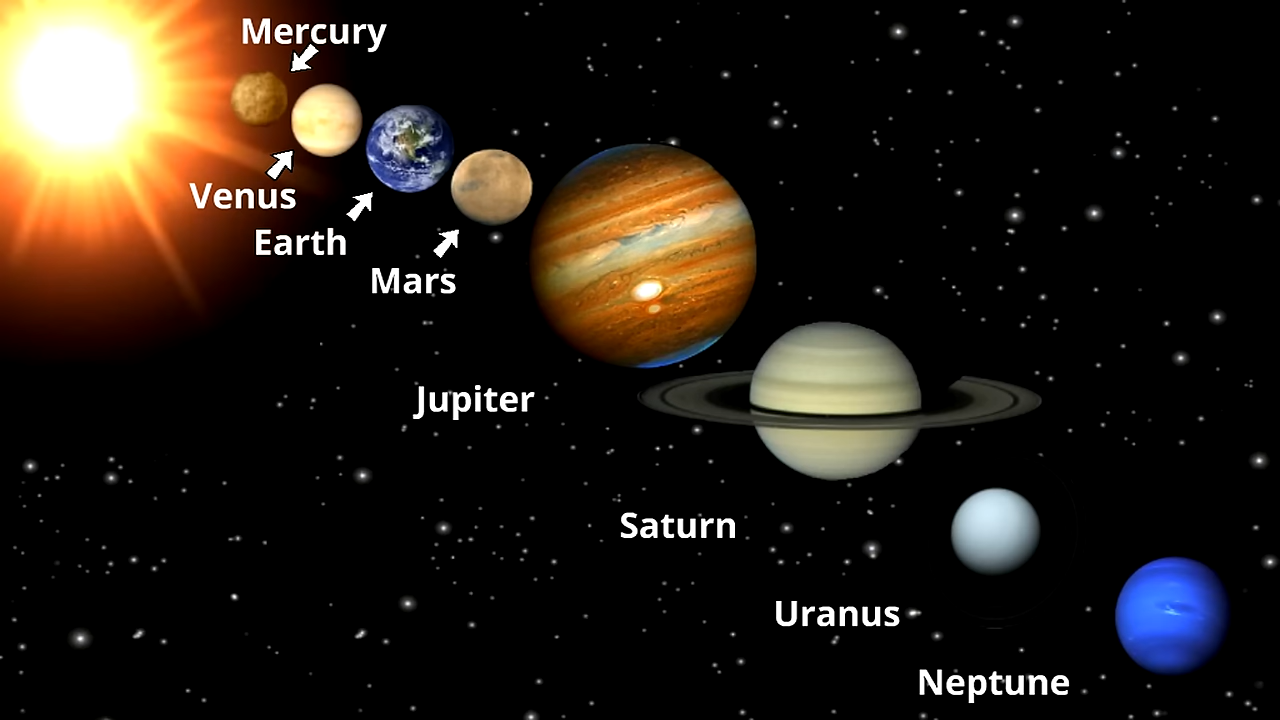 Mercury
Venus
Earth
Mars
Jupiter
Saturn
Uranus
Neptune